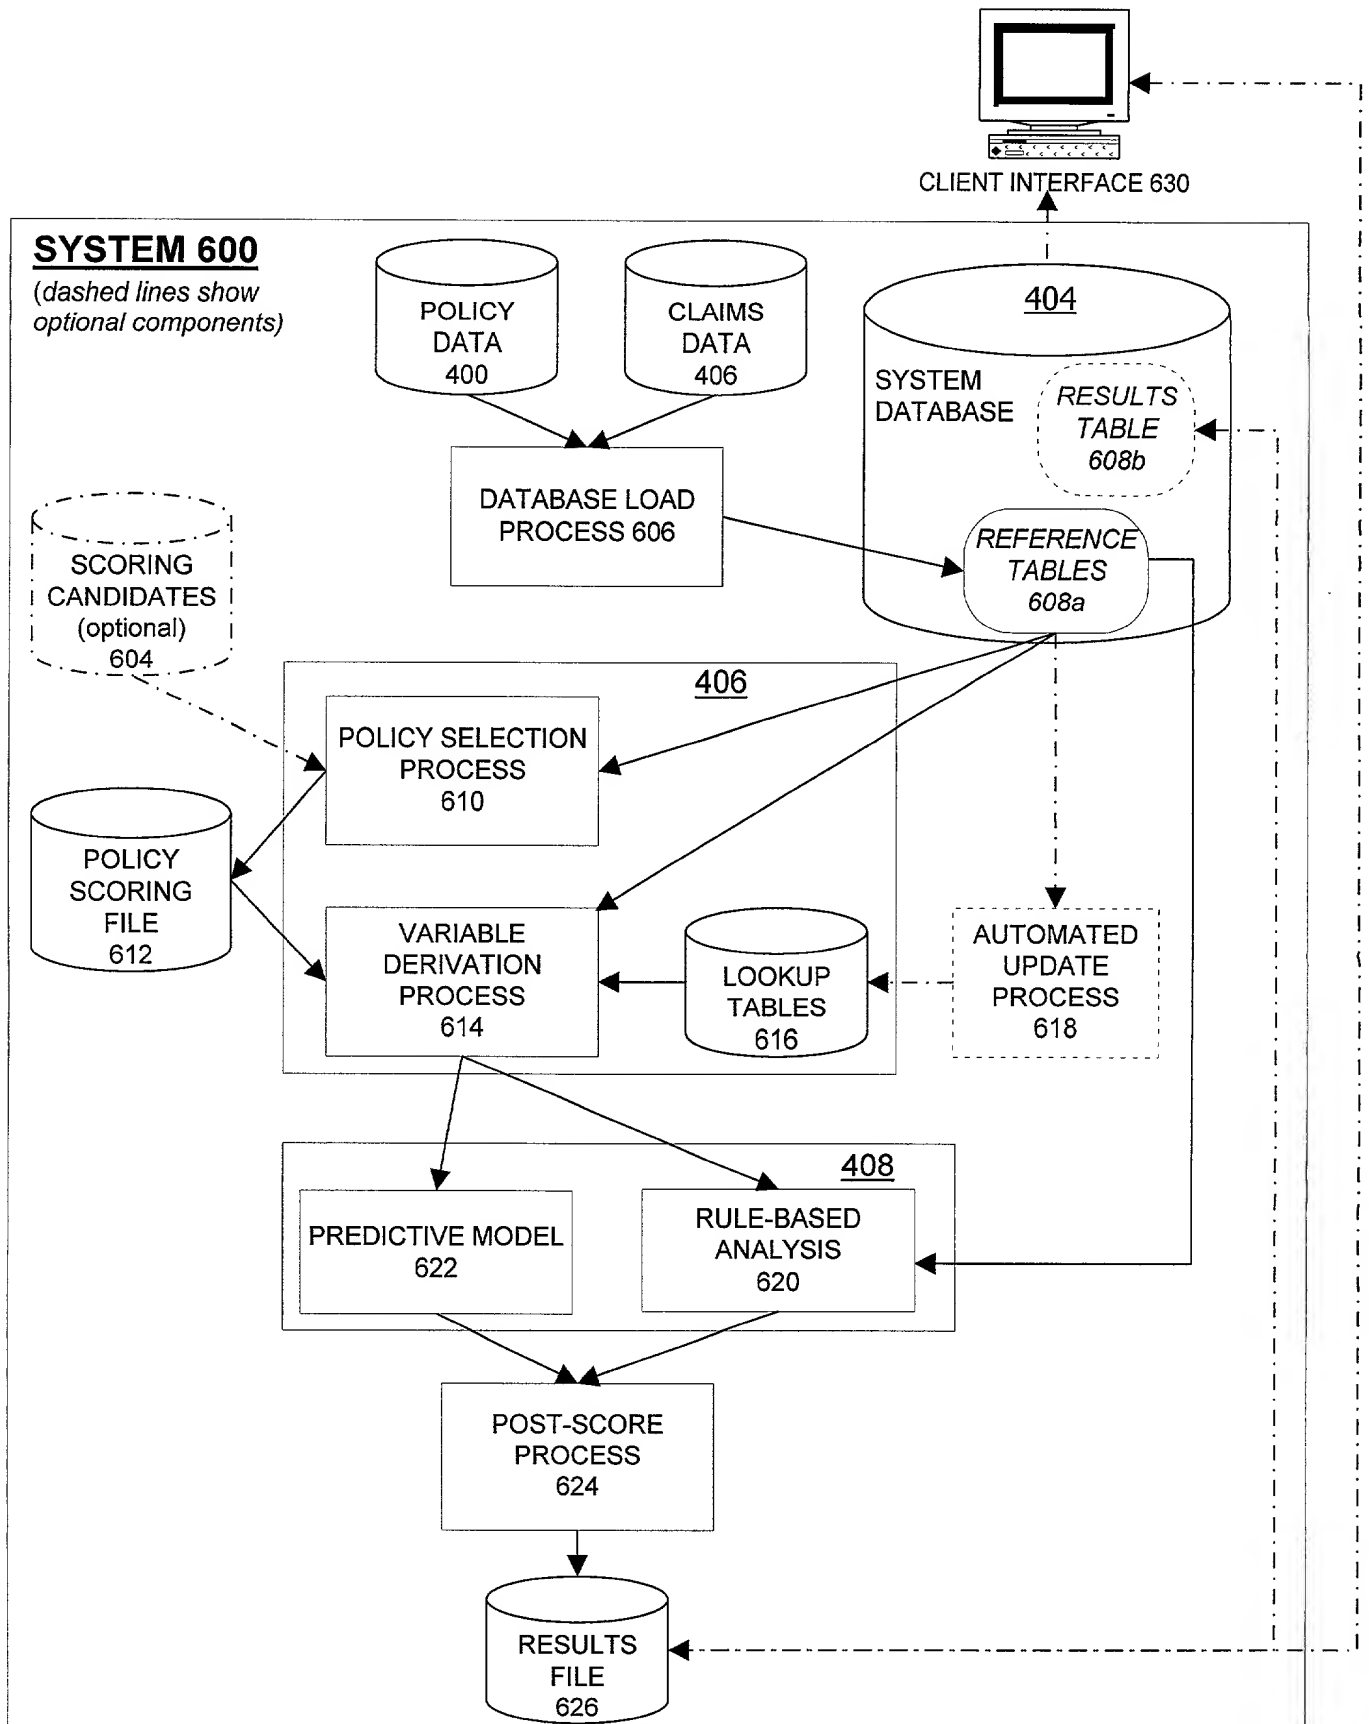 CLIENT INTERFACE 630
SYSTEM 600
(dashed lines show
optional components)
POLICY
DATA
400
CLAIMS
DATA
406
404
SYSTEM
DATABASE
RESULTS
TABLE
608b
REFERENCE
TABLES
608a
DATABASE LOAD
PROCESS 606
SCORING
CANDIDATES
(optional)
604
406
POLICY SELECTION
PROCESS
610
POLICY
SCORING
FILE
612
VARIABLE
DERIVATION
PROCESS
614
LOOKUP
TABLES
616
AUTOMATED
UPDATE
PROCESS
618
408
PREDICTIVE MODEL
622
RULE-BASED
ANALYSIS
620
POST-SCORE
PROCESS
624
RESULTS
FILE
626